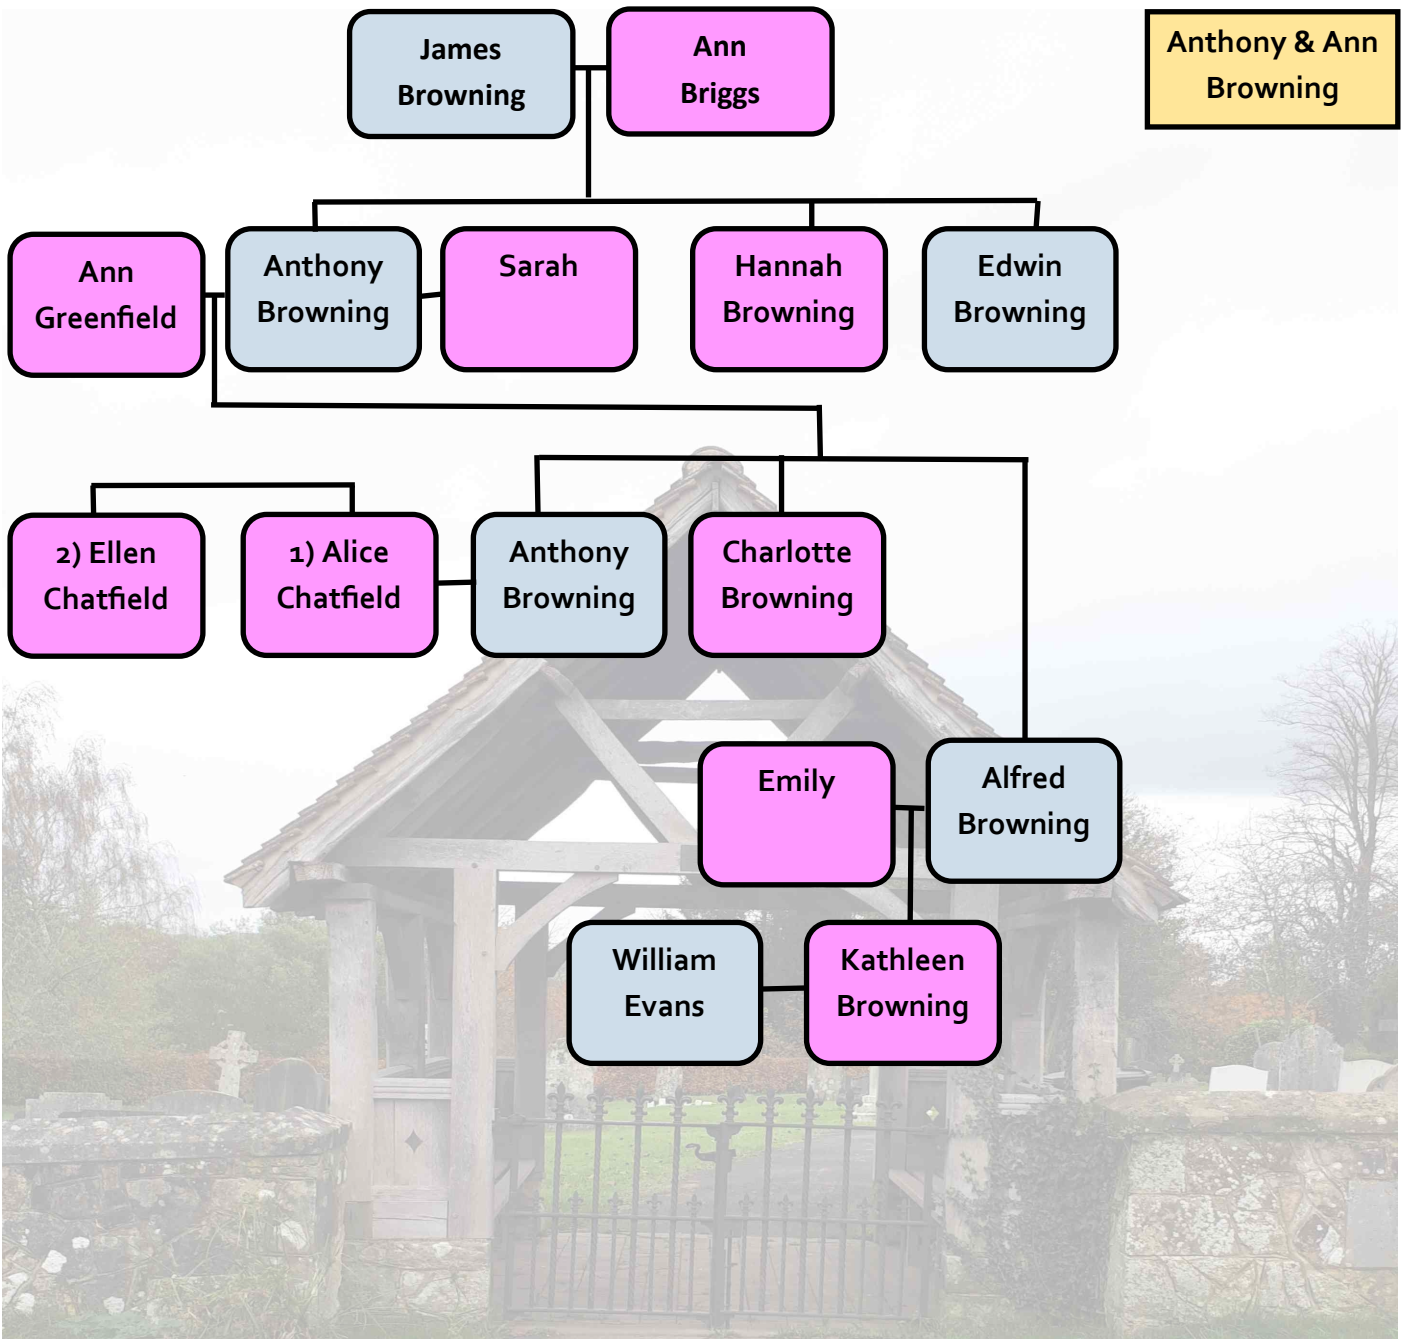 James
Browning
Ann
Briggs
Anthony & Ann
Browning
Ann
Greenfield
Anthony
Browning
Sarah
Hannah
Browning
Edwin
Browning
2) Ellen
Chatfield
1) Alice
Chatfield
Anthony
Browning
Charlotte
Browning
Emily
Alfred
Browning
William
Evans
Kathleen
Browning